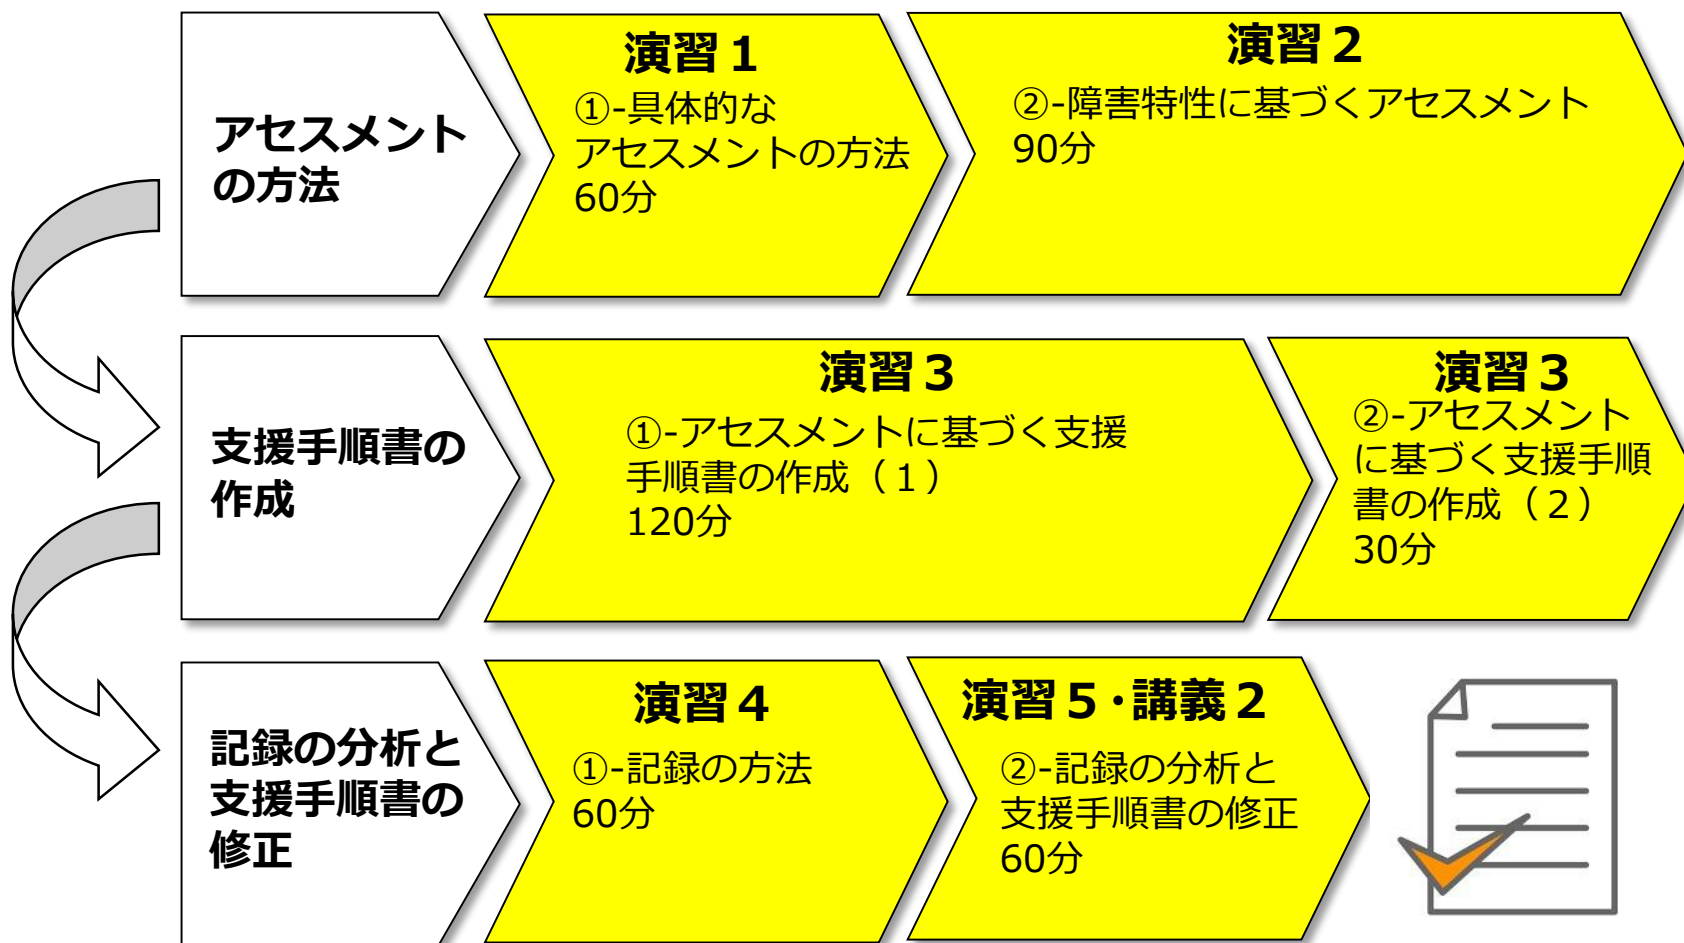 アセスメント
の方法
演習１
①-具体的な
アセスメントの方法
60分
演習２
②-障害特性に基づくアセスメント
90分
支援手順書の
作成
演習３
①-アセスメントに基づく支援
手順書の作成（１）
120分
演習３
②-アセスメント
に基づく支援手順
書の作成（２）
30分
記録の分析と
支援手順書の
修正
演習４
①-記録の方法
60分
演習５･講義２
②-記録の分析と
支援手順書の修正
60分